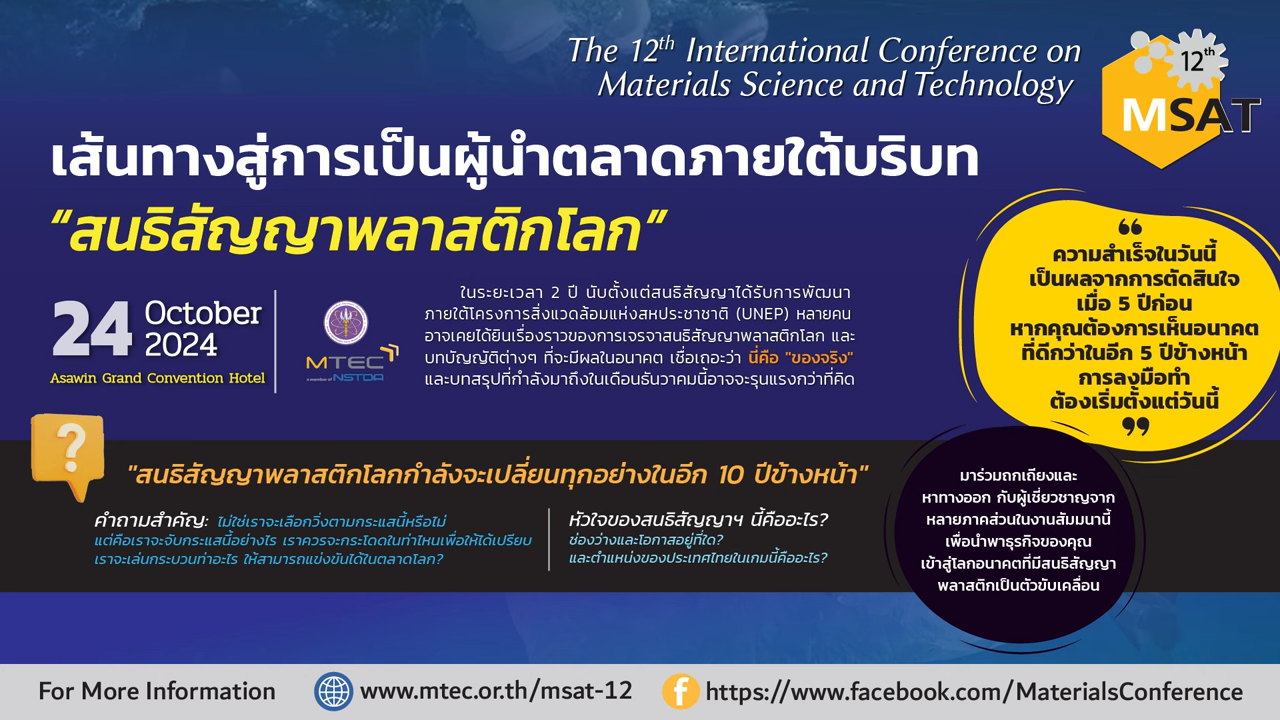 The 12th International Conference on
Materials Science and Technology
12th
MSAT
เส้นทางสู่การเป็นผู้นำตลาดภายใต้บริบท
“สนธิสัญญาพลาสติกโลก”
24 October
2024
Asawin Grand Convention Hotel
MTEC
a member of NSTDA
ในระยะเวลา 2 ปี นับตั้งแต่สนธิสัญญาได้รับการพัฒนา
ภายใต้โครงการสิ่งแวดล้อมแห่งสหประชาชาติ (UNEP) หลายคน
อาจเคยได้ยินเรื่องราวของการเจรจาสนธิสัญญาพลาสติกโลก และ
บทบัญญัติต่างๆ ที่จะมีผลในอนาคต เชื่อเถอะว่า นี่คือ "ของจริง"
และบทสรุปที่กำลังมาถึงในเดือนธันวาคมนี้อาจจะรุนแรงกว่าที่คิด
“
ความสำเร็จในวันนี้
เป็นผลจากการตัดสินใจ
เมื่อ 5 ปีก่อน
หากคุณต้องการเห็นอนาคต
ที่ดีกว่าในอีก 5 ปีข้างหน้า
การลงมือทำ
ต้องเริ่มตั้งแต่วันนี้
”
?
"สนธิสัญญาพลาสติกโลกกำลังจะเปลี่ยนทุกอย่างในอีก 10 ปีข้างหน้า"
คำถามสำคัญ: ไม่ใช่เราจะเลือกวิ่งตามกระแสนี้หรือไม่
แต่คือเราจะจับกระแสนี้อย่างไร เราควรจะกระโดดในท่าไหนเพื่อให้ได้เปรียบ
เราจะเล่นกระบวนท่าอะไร ให้สามารถแข่งขันได้ในตลาดโลก?
หัวใจของสนธิสัญญาฯ นี้คืออะไร?
ช่องว่างและโอกาสอยู่ที่ใด?
และตำแหน่งของประเทศไทยในเกมนี้คืออะไร?
มาร่วมถกเถียงและ
หาทางออก กับผู้เชี่ยวชาญจาก
หลายภาคส่วนในงานสัมมนานี้
เพื่อนำพาธุรกิจของคุณ
เข้าสู่โลกอนาคตที่มีสนธิสัญญา
พลาสติกเป็นตัวขับเคลื่อน
For More Information
www.mtec.or.th/msat-12
https://www.facebook.com/MaterialsConference